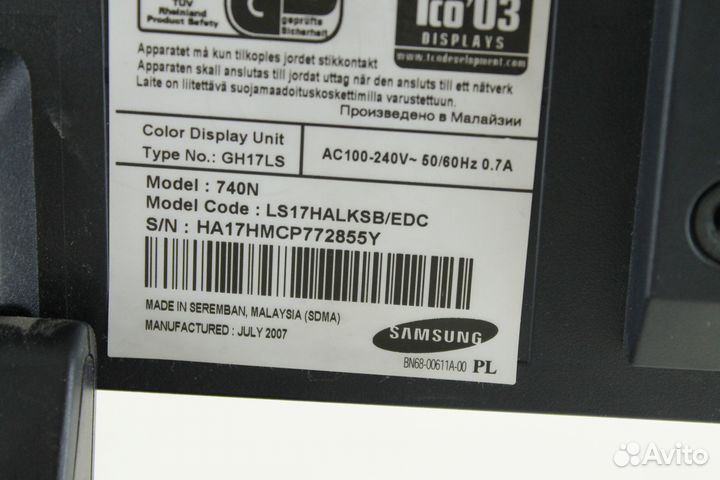 TÜV
Rheinland
Product Safety
geprüfte
Sicherheit
TCO'03
DISPLAYS
www.tcodevelopment.com
Apparatet må kun tilkoples jordet stikkontakt
Apparaten skall anslutas till jordat uttag när den ansluts till ett nätverk
Laite on liitettävä suojamaadoituskoskettimilla varustettuun.
Произведено в Малайзии
Color Display Unit
Type No.: GH17LS
AC100-240V~ 50/60Hz 0.7A
Model : 740N
Model Code : LS17HALKSB/EDC
S/N : HA17HMCP772855Y
MADE IN SEREMBAN, MALAYSIA (SDMA)
MANUFACTURED : JULY 2007
SAMSUNG
BN68-00611A-00 PL
Avito